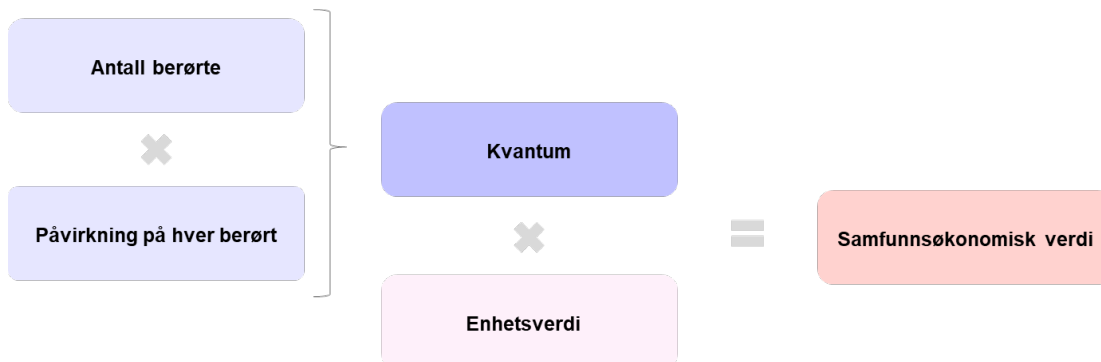 Antall berørte
Påvirkning på hver berørt
Kvantum
Enhetsverdi
Samfunnsøkonomisk verdi